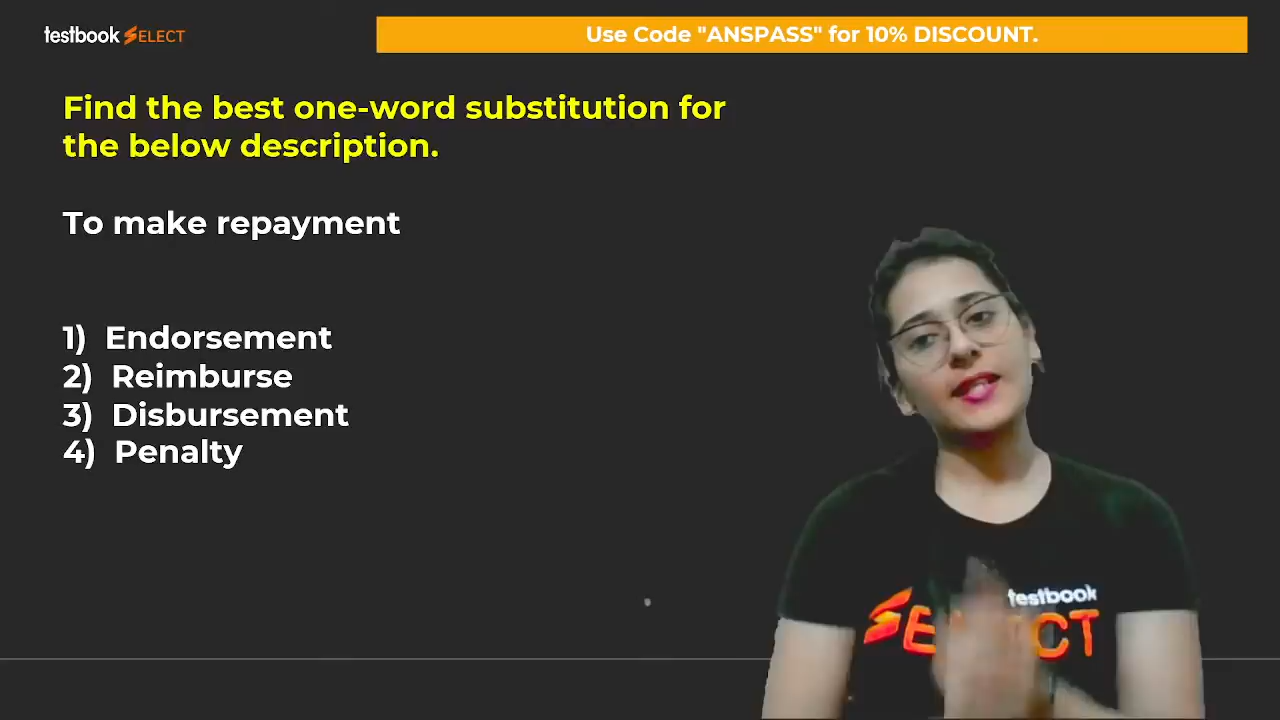 testbook SELECT
Use Code "ANSPASS" for 10% DISCOUNT.
Find the best one-word substitution for
the below description.
To make repayment
1) Endorsement
2) Reimburse
3) Disbursement
4) Penalty
testbook